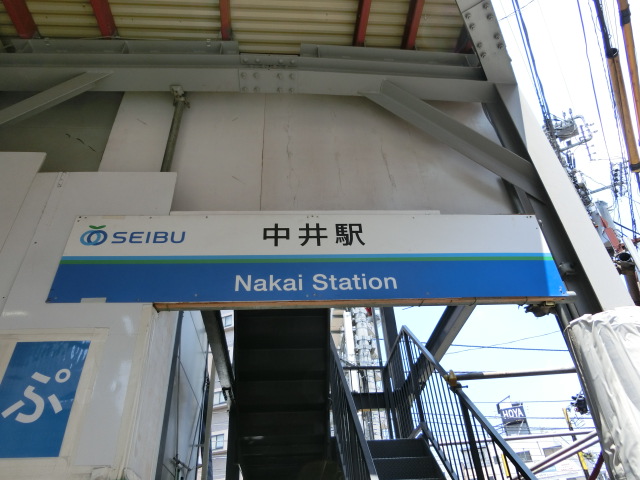 SEIBU
中井駅
Nakai Station
ぷ
HOYA